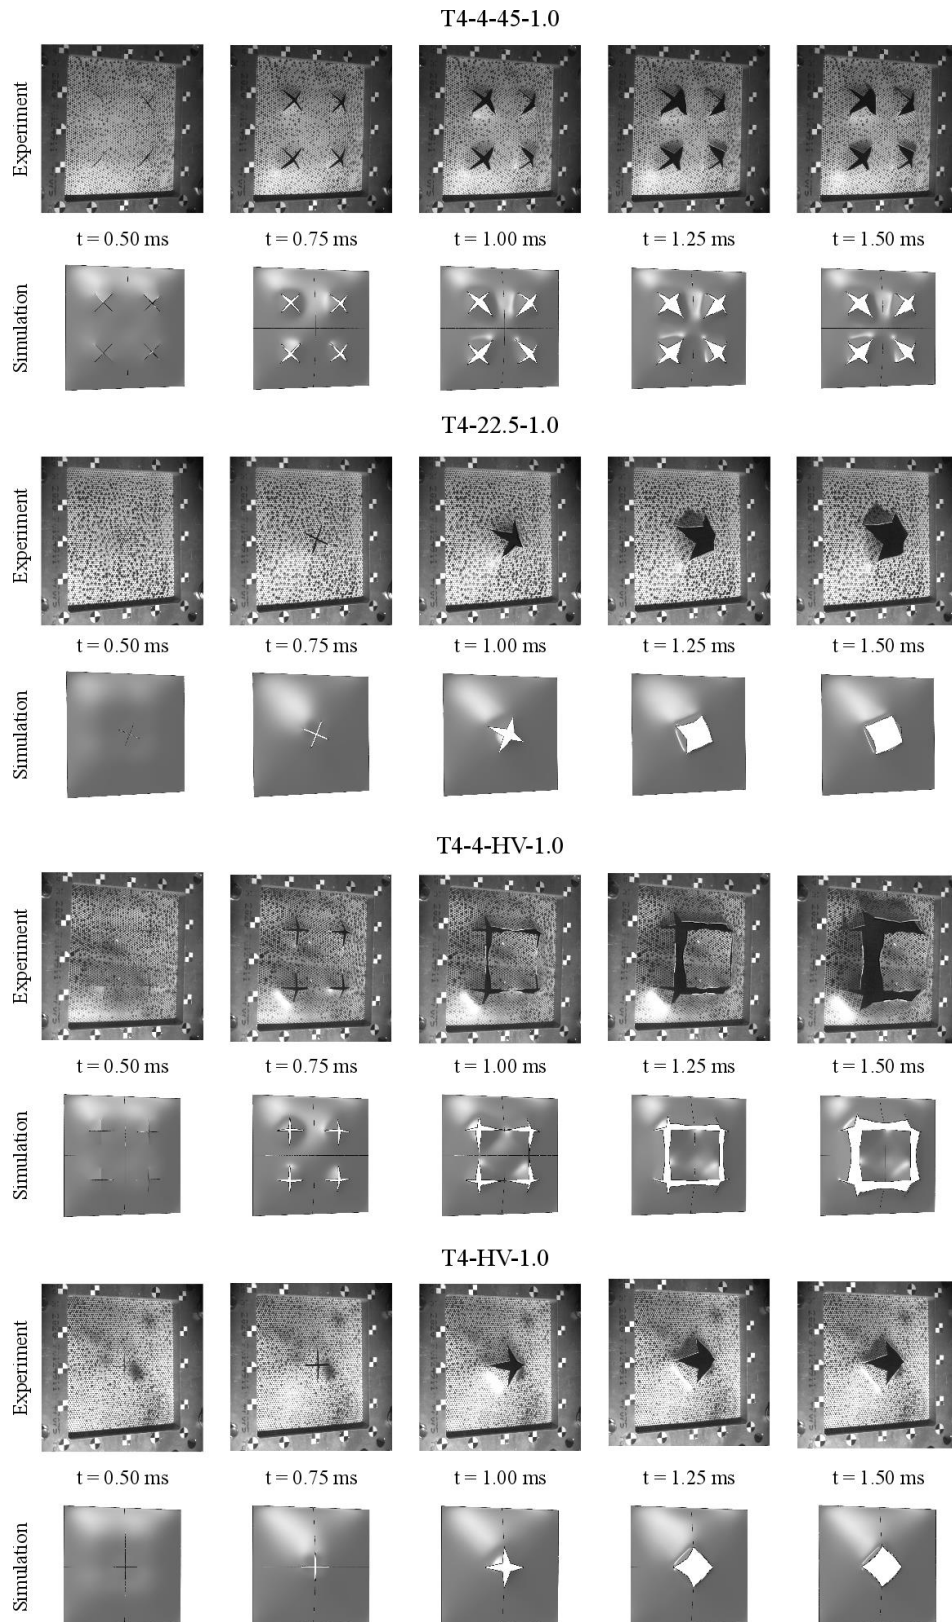 T4-4-45-1.0
Experiment
t = 0.50 ms t = 0.75 ms t = 1.00 ms t = 1.25 ms t = 1.50 ms
Simulation
T4-22.5-1.0
Experiment
t = 0.50 ms t = 0.75 ms t = 1.00 ms t = 1.25 ms t = 1.50 ms
Simulation
T4-4-HV-1.0
Experiment
t = 0.50 ms t = 0.75 ms t = 1.00 ms t = 1.25 ms t = 1.50 ms
Simulation
T4-HV-1.0
Experiment
t = 0.50 ms t = 0.75 ms t = 1.00 ms t = 1.25 ms t = 1.50 ms
Simulation